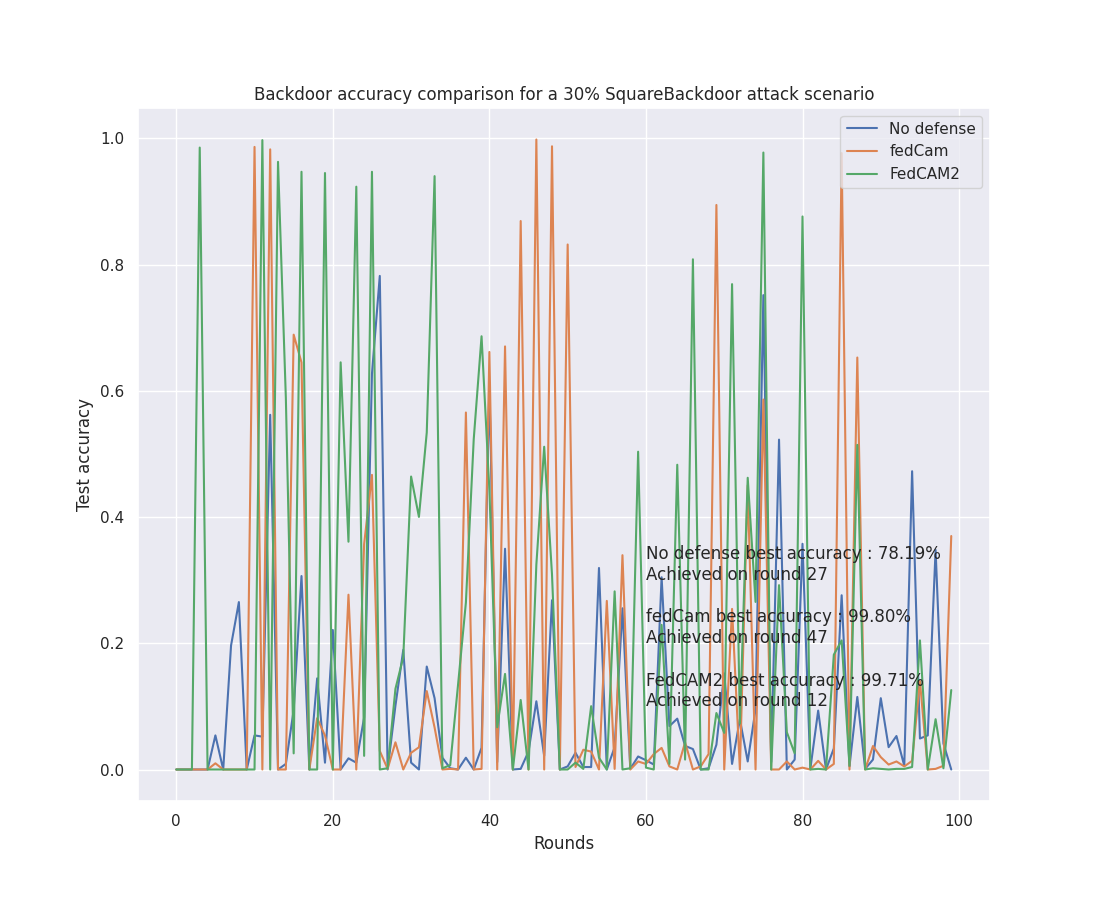 Backdoor accuracy comparison for a 30% SquareBackdoor attack scenario
No defense
fedCam
FedCAM2
1.0
0.8
0.6
0.4
0.2
0.0
Test accuracy
No defense best accuracy : 78.19%
Achieved on round 27
fedCam best accuracy : 99.80%
Achieved on round 47
FedCAM2 best accuracy : 99.71%
Achieved on round 12
0
20
40
60
80
100
Rounds